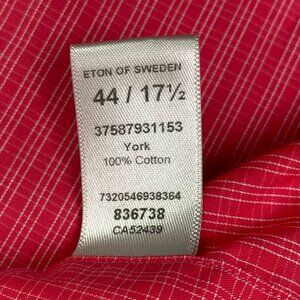 ETON OF SWEDEN
44 / 17½
37587931153
York
100% Cotton
7320546938364
836738
CA52439